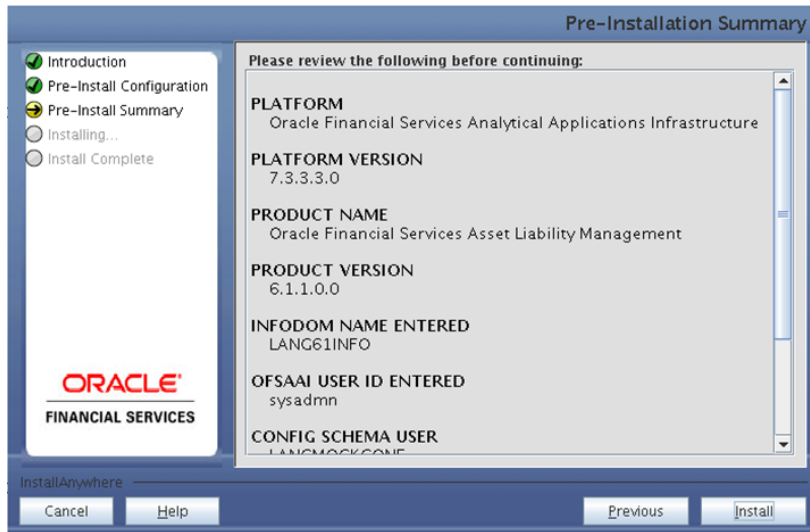 Pre-Installation Summary
Introduction
Pre-Install Configuration
Pre-Install Summary
Installing...
Install Complete
ORACLE
FINANCIAL SERVICES
Please review the following before continuing:
PLATFORM
Oracle Financial Services Analytical Applications Infrastructure
PLATFORM VERSION
7.3.3.3.0
PRODUCT NAME
Oracle Financial Services Asset Liability Management
PRODUCT VERSION
6.1.1.0.0
INFODOM NAME ENTERED
LANG61INFO
OFSAAI USER ID ENTERED
sysadmn
CONFIG SCHEMA USER
InstallAnywhere
Cancel
Help
Previous
Install